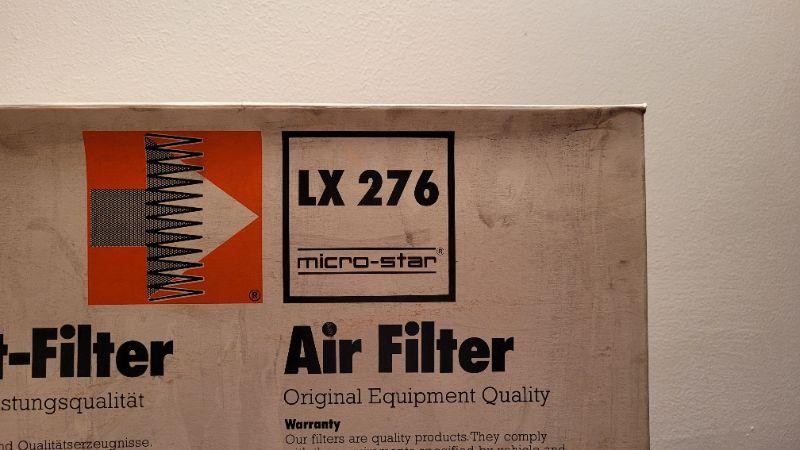 LX 276
micro-star®
®
t-Filter
stungsqualität
nd Qualitätserzeugnisse.
Air Filter
Original Equipment Quality
Warranty
Our filters are quality products. They comply